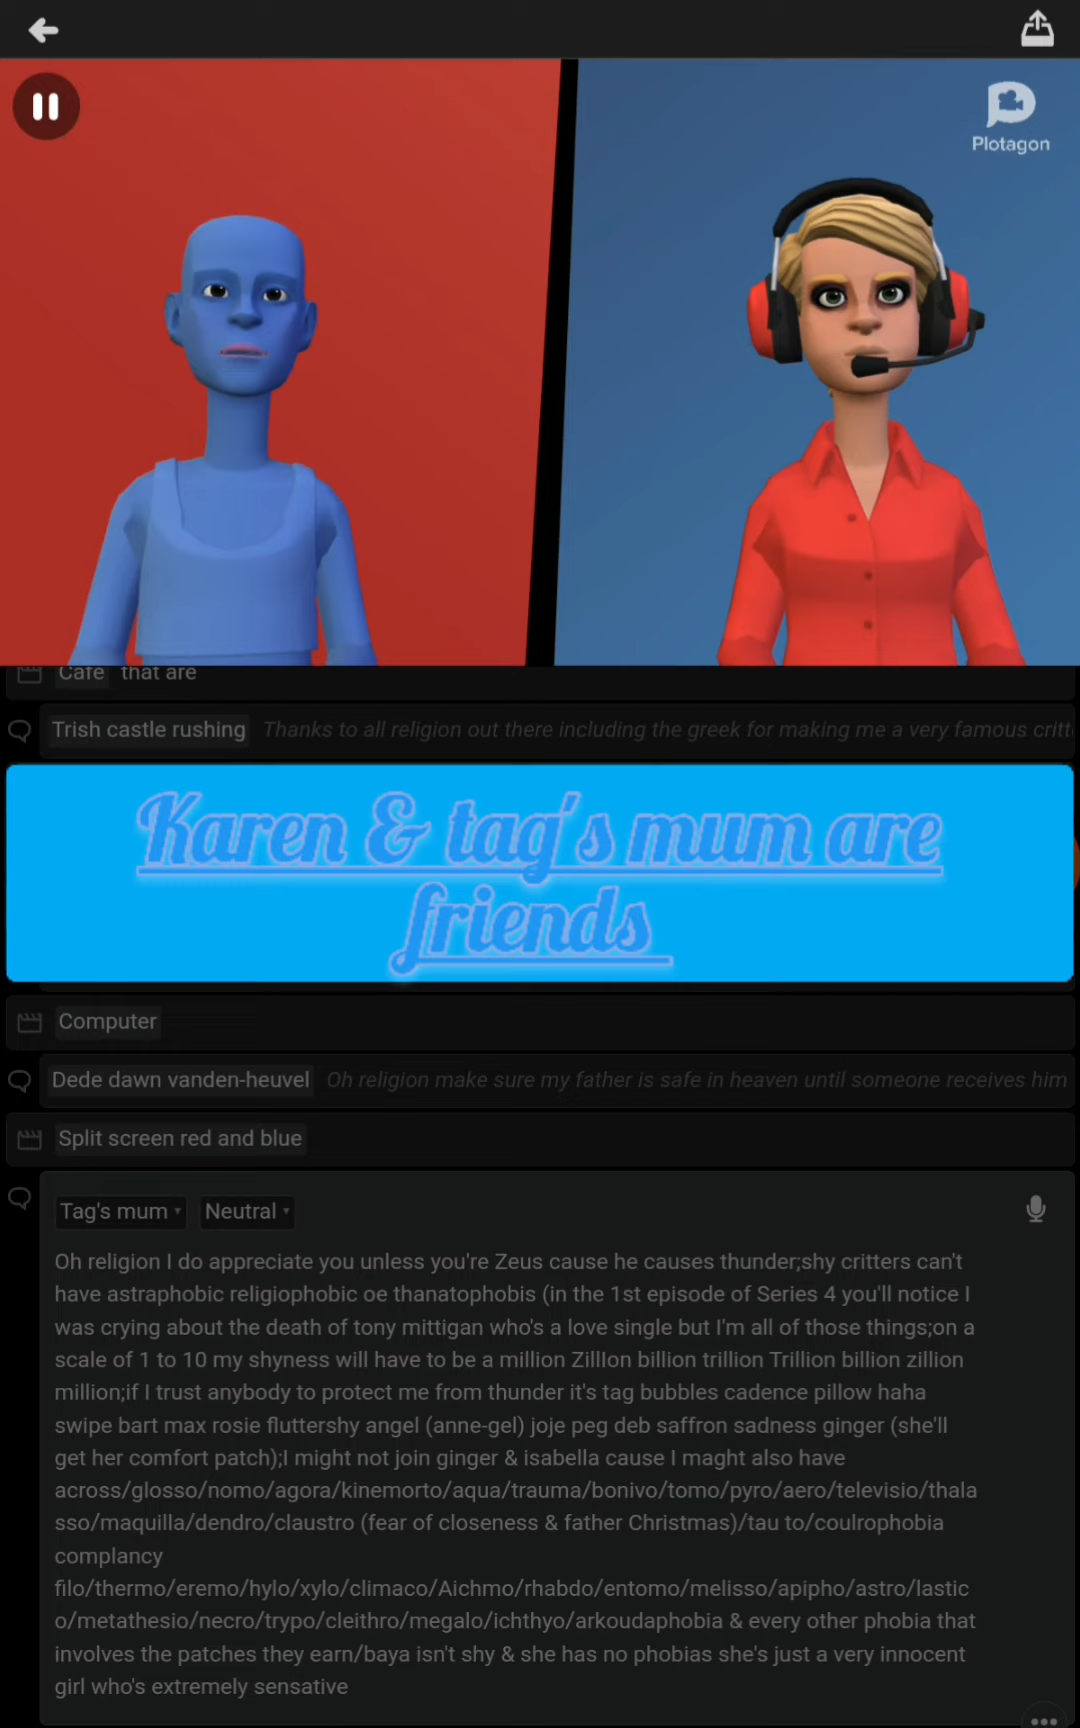 Plotagon
Cafe that are
Trish castle rushing Thanks to all religion out there including the greek for making me a very famous critt
Karen & tag's mum are
friends
Computer
Dede dawn vanden-heuvel Oh religion make sure my father is safe in heaven until someone receives him
Split screen red and blue
Tag's mum Neutral
Oh religion I do appreciate you unless you're Zeus cause he causes thunder;shy critters can't
have astraphobic religiophobic oe thanatophobis (in the 1st episode of Series 4 you'll notice I
was crying about the death of tony mittigan who's a love single but I'm all of those things;on a
scale of 1 to 10 my shyness will have to be a million ZillIon billion trillion Trillion billion zillion
million;if I trust anybody to protect me from thunder it's tag bubbles cadence pillow haha
swipe bart max rosie fluttershy angel (anne-gel) joje peg deb saffron sadness ginger (she'll
get her comfort patch);I might not join ginger & isabella cause I maght also have
across/glosso/nomo/agora/kinemorto/aqua/trauma/bonivo/tomo/pyro/aero/televisio/thala
sso/maquilla/dendro/claustro (fear of closeness & father Christmas)/tau to/coulrophobia
complancy
filo/thermo/eremo/hylo/xylo/climaco/Aichmo/rhabdo/entomo/melisso/apipho/astro/lastic
o/metathesio/necro/trypo/cleithro/megalo/ichthyo/arkoudaphobia & every other phobia that
involves the patches they earn/baya isn't shy & she has no phobias she's just a very innocent
girl who's extremely sensative